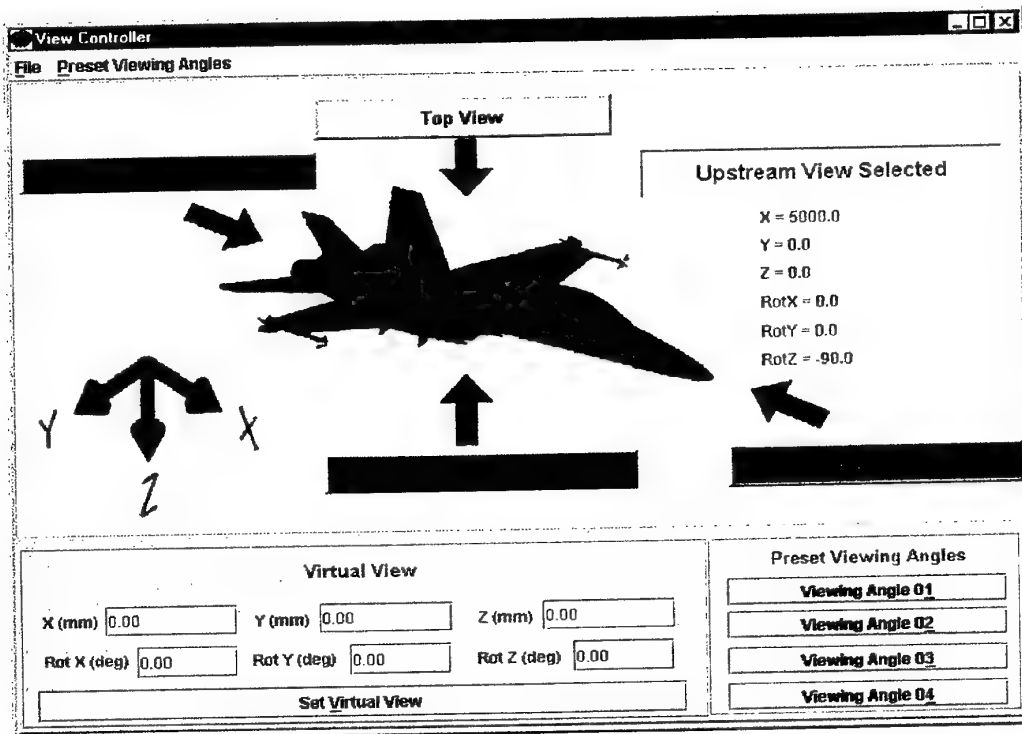 View Controller
File Preset Viewing Angles
Top View
Upstream View Selected
X = 5000.0
Y = 0.0
Z = 0.0
RotX = 0.0
RotY = 0.0
RotZ = -90.0
Y
X
Z
Virtual View
X (mm) 0.00 Y (mm) 0.00 Z (mm) 0.00
Rot X (deg) 0.00 Rot Y (deg) 0.00 Rot Z (deg) 0.00
Set Virtual View
Preset Viewing Angles
Viewing Angle 01
Viewing Angle 02
Viewing Angle 03
Viewing Angle 04